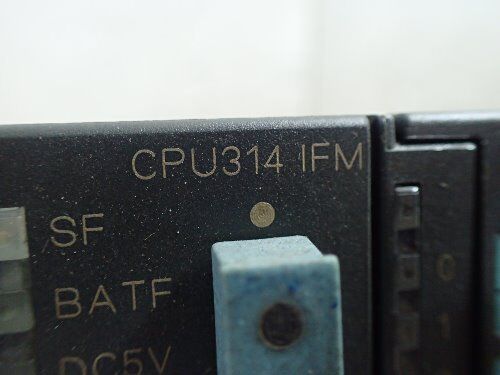 CPU314 IFM
SF
BATF
DC5V
0
1